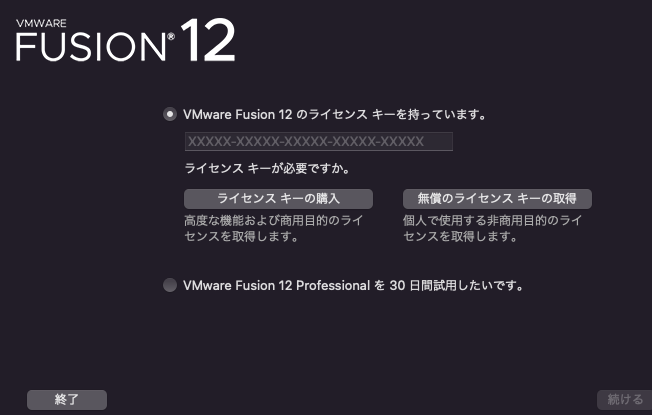 VMWARE
FUSION® 12
VMware Fusion 12 のライセンス キーを持っています。
XXXXX-XXXXX-XXXXX-XXXXX-XXXXX
ライセンス キーが必要ですか。
ライセンス キーの購入
高度な機能および商用目的のライ
センスを取得します。
無償のライセンス キーの取得
個人で使用する非商用目的のライ
センスを取得します。
VMware Fusion 12 Professional を 30 日間試用したいです。
終了
続ける